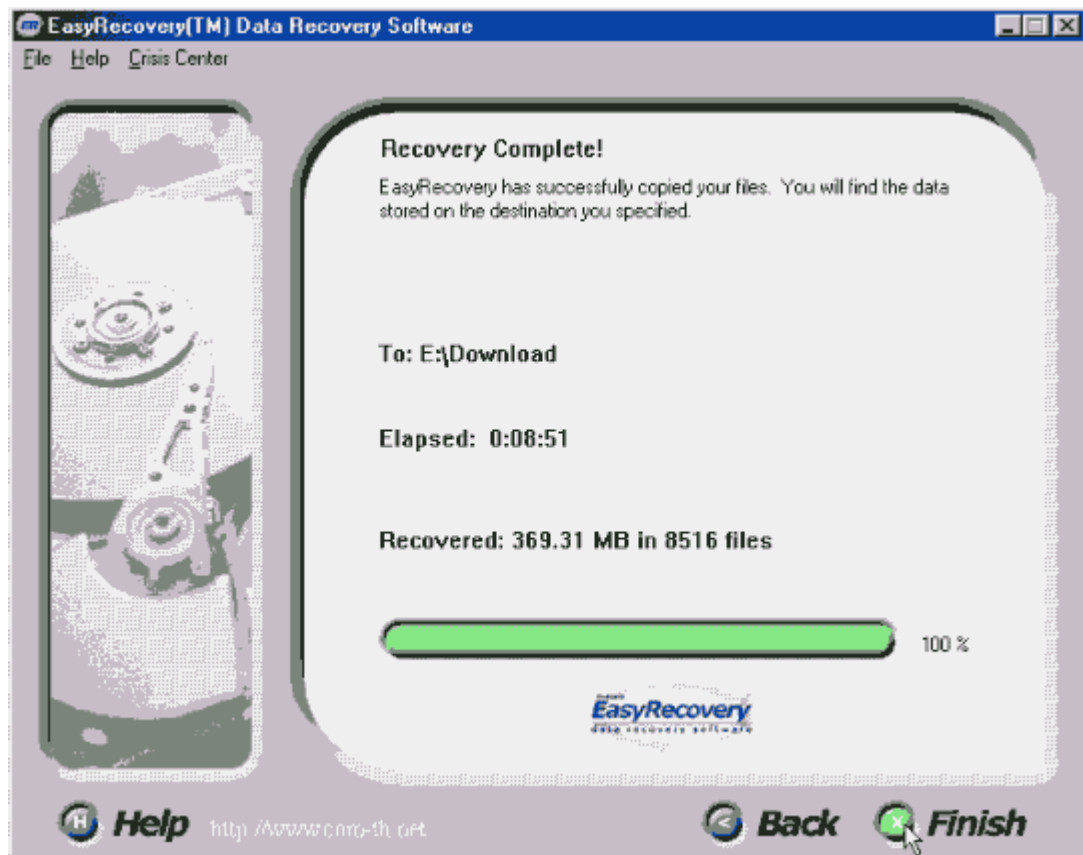 EasyRecovery(TM) Data Recovery Software
File Help Crisis Center
Recovery Complete!
EasyRecovery has successfully copied your files. You will find the data
stored on the destination you specified.
To: E:\Download
Elapsed: 0:08:51
Recovered: 369.31 MB in 8516 files
100 %
EasyRecovery
data recovery software
Help
Back
Finish